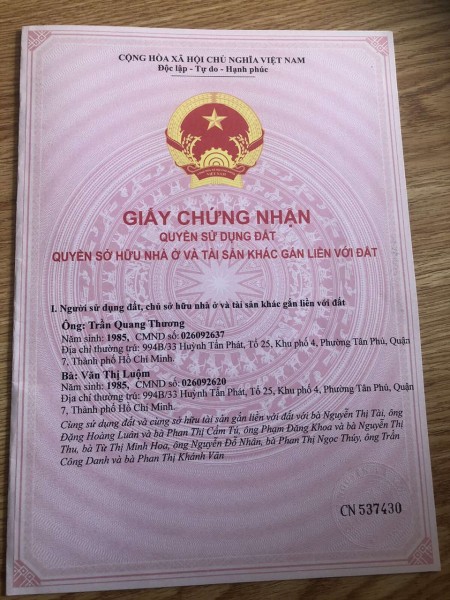 CỘNG HÒA XÃ HỘI CHỦ NGHĨA VIỆT NAM
Độc lập - Tự do - Hạnh phúc
GIẤY CHỨNG NHẬN
QUYỀN SỬ DỤNG ĐẤT
QUYỀN SỞ HỮU NHÀ Ở VÀ TÀI SẢN KHÁC GẮN LIỀN VỚI ĐẤT
I. Người sử dụng đất, chủ sở hữu nhà ở và tài sản khác gắn liền với đất
Ông: Trần Quang Thương
Năm sinh: 1985, CMND số: 026092637
Địa chỉ thường trú: 994B/33 Huỳnh Tấn Phát, Tổ 25, Khu phố 4, Phường Tân Phú, Quận
7, Thành phố Hồ Chí Minh.
Bà: Văn Thị Luộm
Năm sinh: 1985, CMND số: 026092620
Địa chỉ thường trú: 994B/33 Huỳnh Tấn Phát, Tổ 25, Khu phố 4, Phường Tân Phú, Quận
7, Thành phố Hồ Chí Minh.
Cùng sử dụng đất và cùng sở hữu tài sản gắn liền với đất với bà Nguyễn Thị Tài, ông
Đặng Hoàng Luân và bà Phan Thị Cẩm Tú, ông Phạm Đăng Khoa và bà Nguyễn Thị
Thu, bà Từ Thị Minh Hoa, ông Nguyễn Đỗ Nhân, bà Phan Thị Ngọc Thúy, ông Trần
Công Danh và bà Phan Thị Khánh Vân
CN 537430